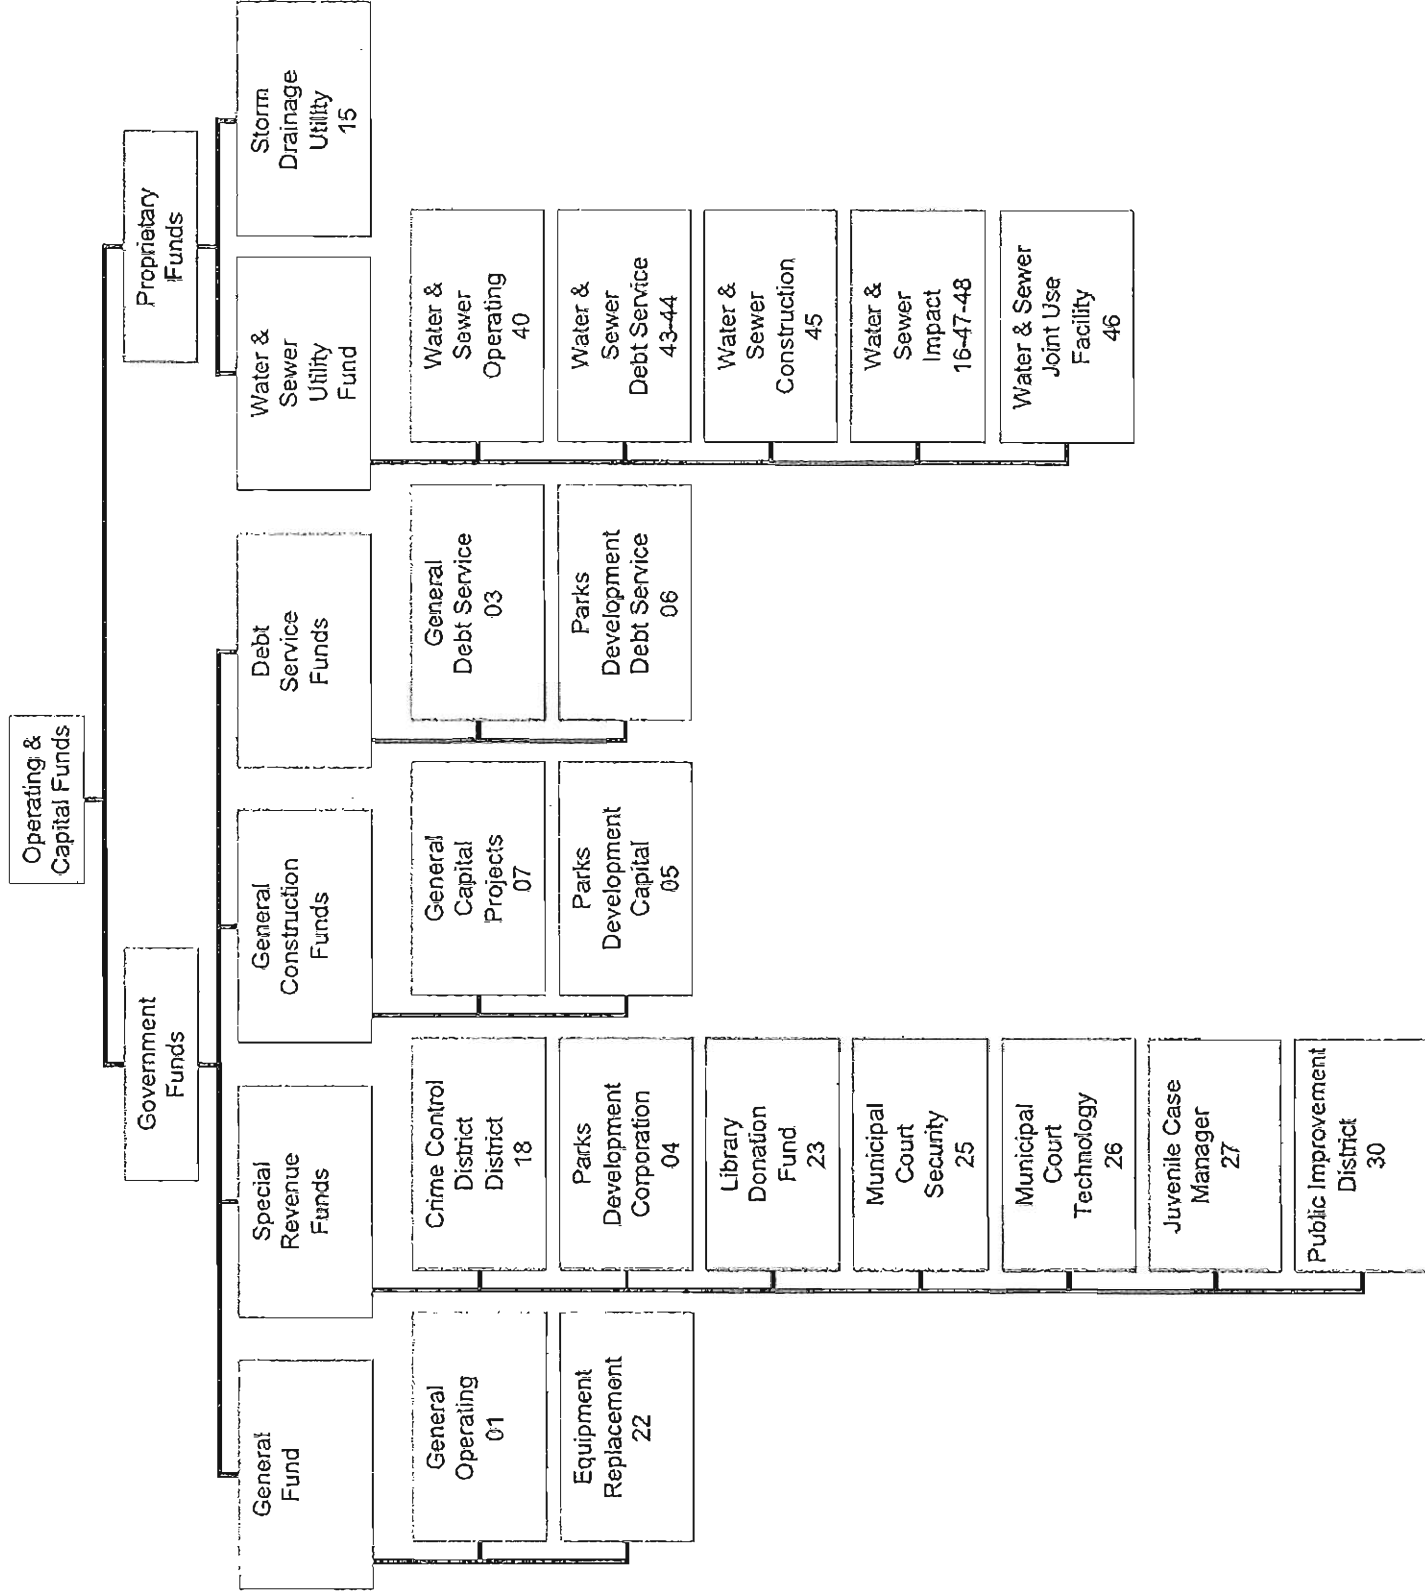 Operating &
Capital Funds
Government
Funds
Proprietary
Funds
General
Fund
Special
Revenue
Funds
General
Construction
Funds
Debt
Service
Funds
Water &
Sewer
Utility
Fund
Storm
Drainage
Utility
15
General
Operating
01
Equipment
Replacement
22
Crime Control
District
District
18
Parks
Development
Corporation
04
Library
Donation
Fund
23
Municipal
Court
Security
25
Municipal
Court
Technology
26
Juvenile Case
Manager
27
Public Improvement
District
30
General
Capital
Projects
07
Parks
Development
Capital
05
General
Debt Service
03
Parks
Development
Debt Service
06
Water &
Sewer
Operating
40
Water &
Sewer
Debt Service
43-44
Water &
Sewer
Construction
45
Water &
Sewer
Impact
16-47-48
Water & Sewer
Joint Use
Facility
46